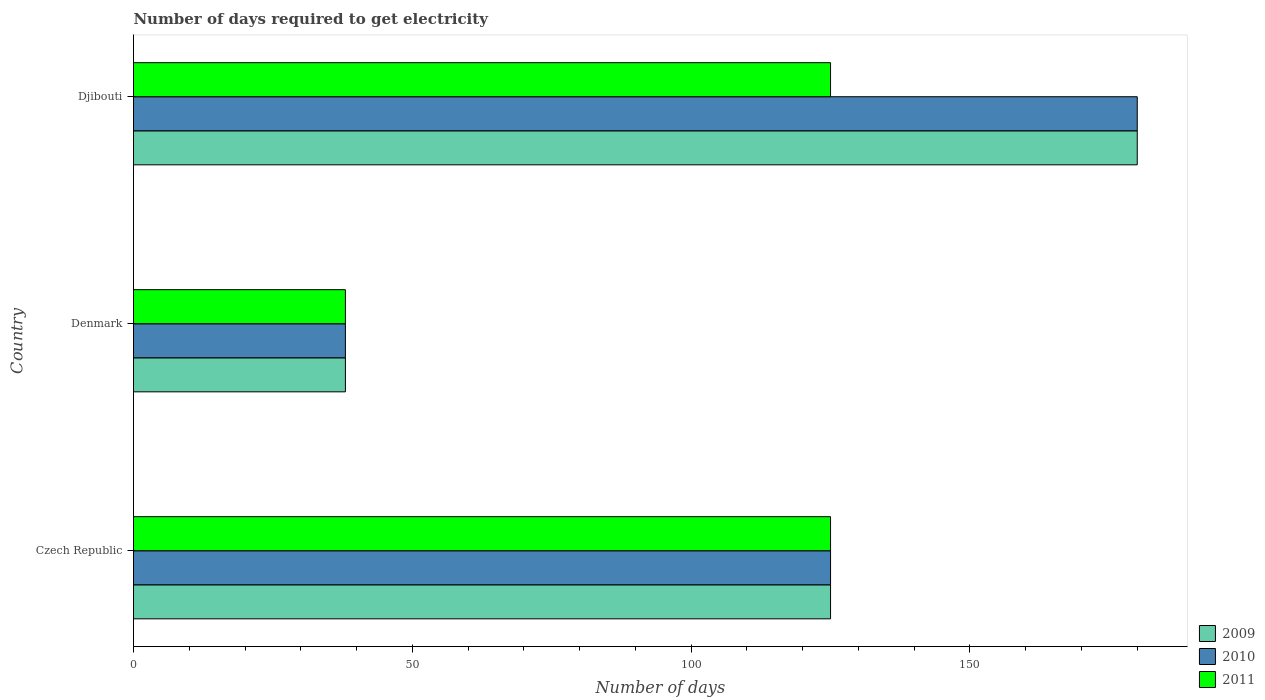 Number of days required to get electricity
Djibouti
Denmark
Czech Republic
Country
0
50
100
150
Number of days
2009
2010
2011